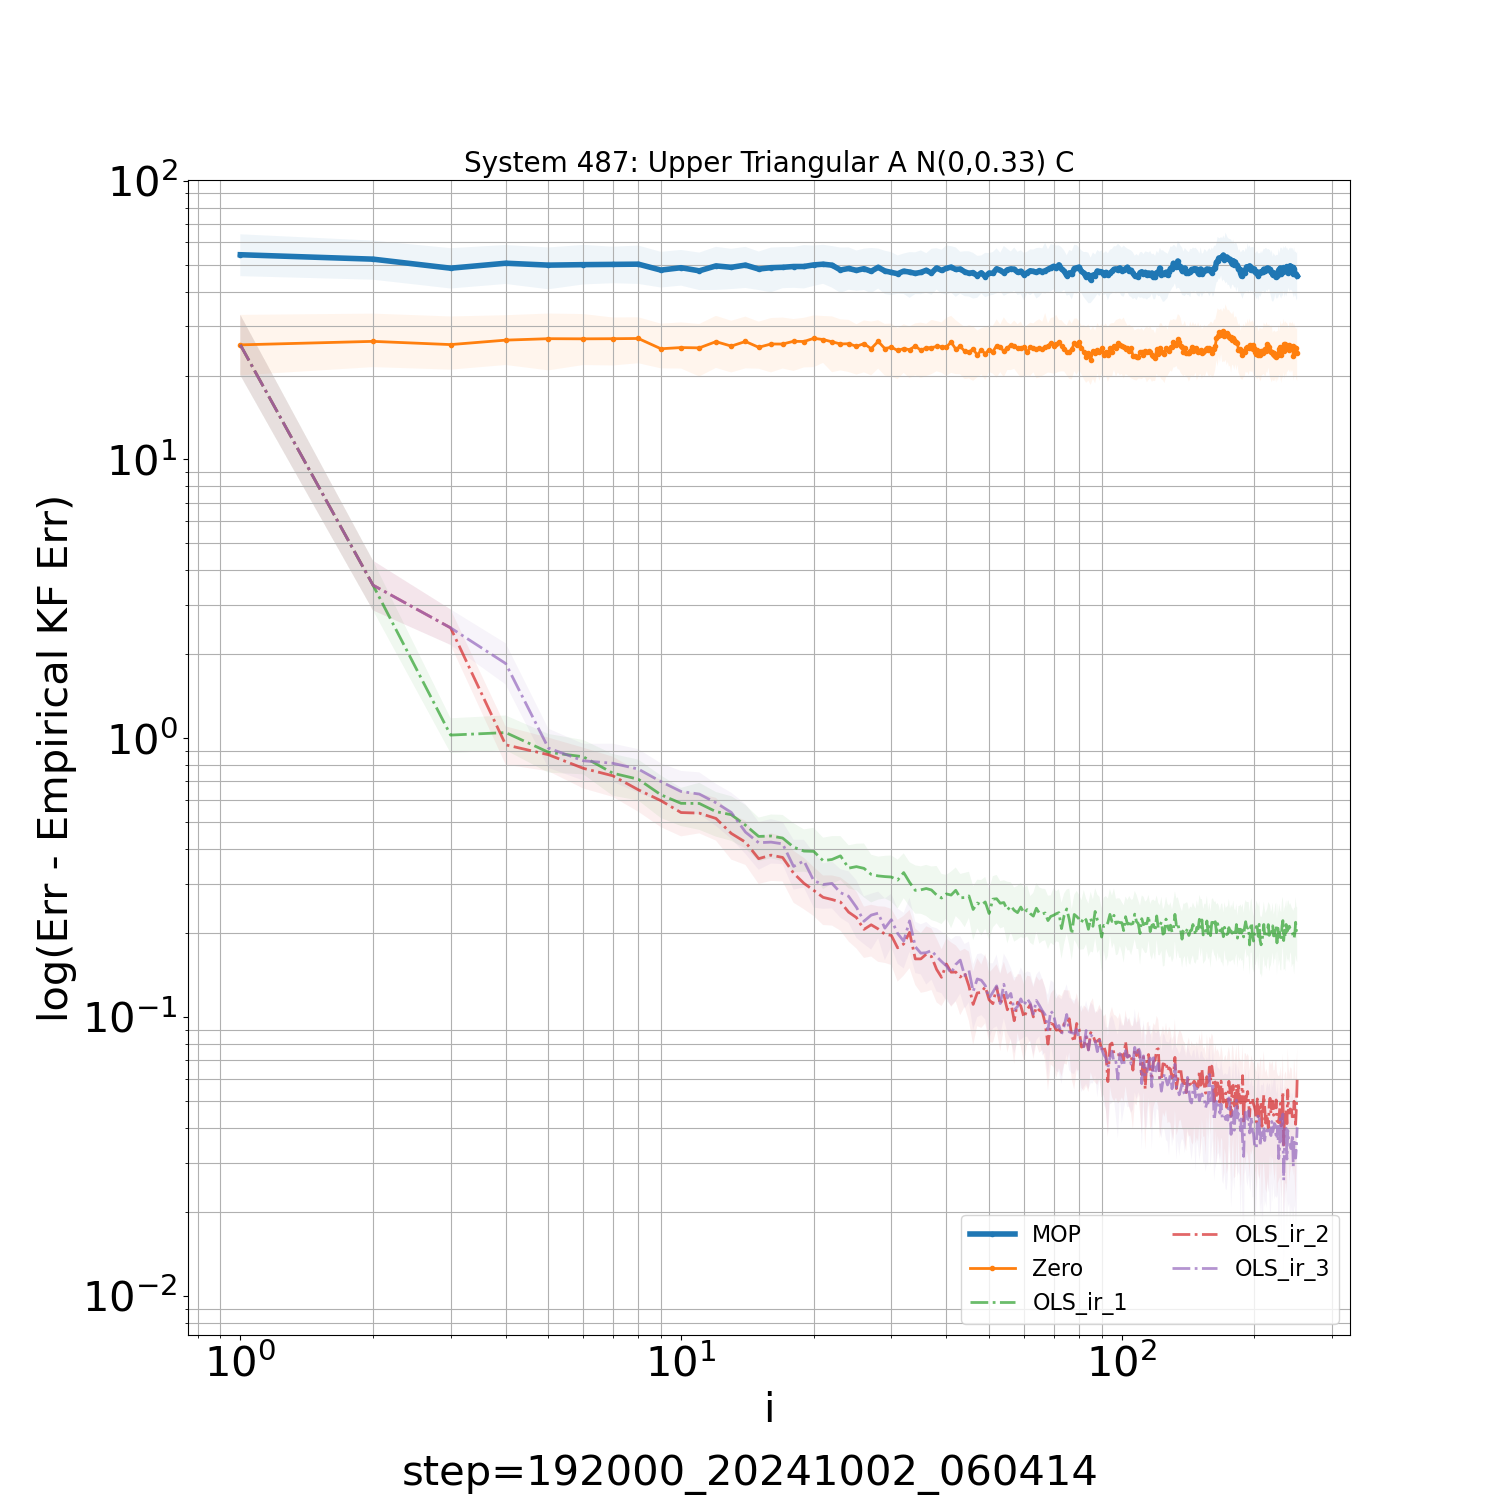 System 487: Upper Triangular A N(0,0.33) C
10²
10¹
10⁰
10⁻¹
10⁻²
log(Err - Empirical KF Err)
MOP
Zero
OLS_ir_1
OLS_ir_2
OLS_ir_3
10⁰ 10¹ 10²
i
step=192000_20241002_060414